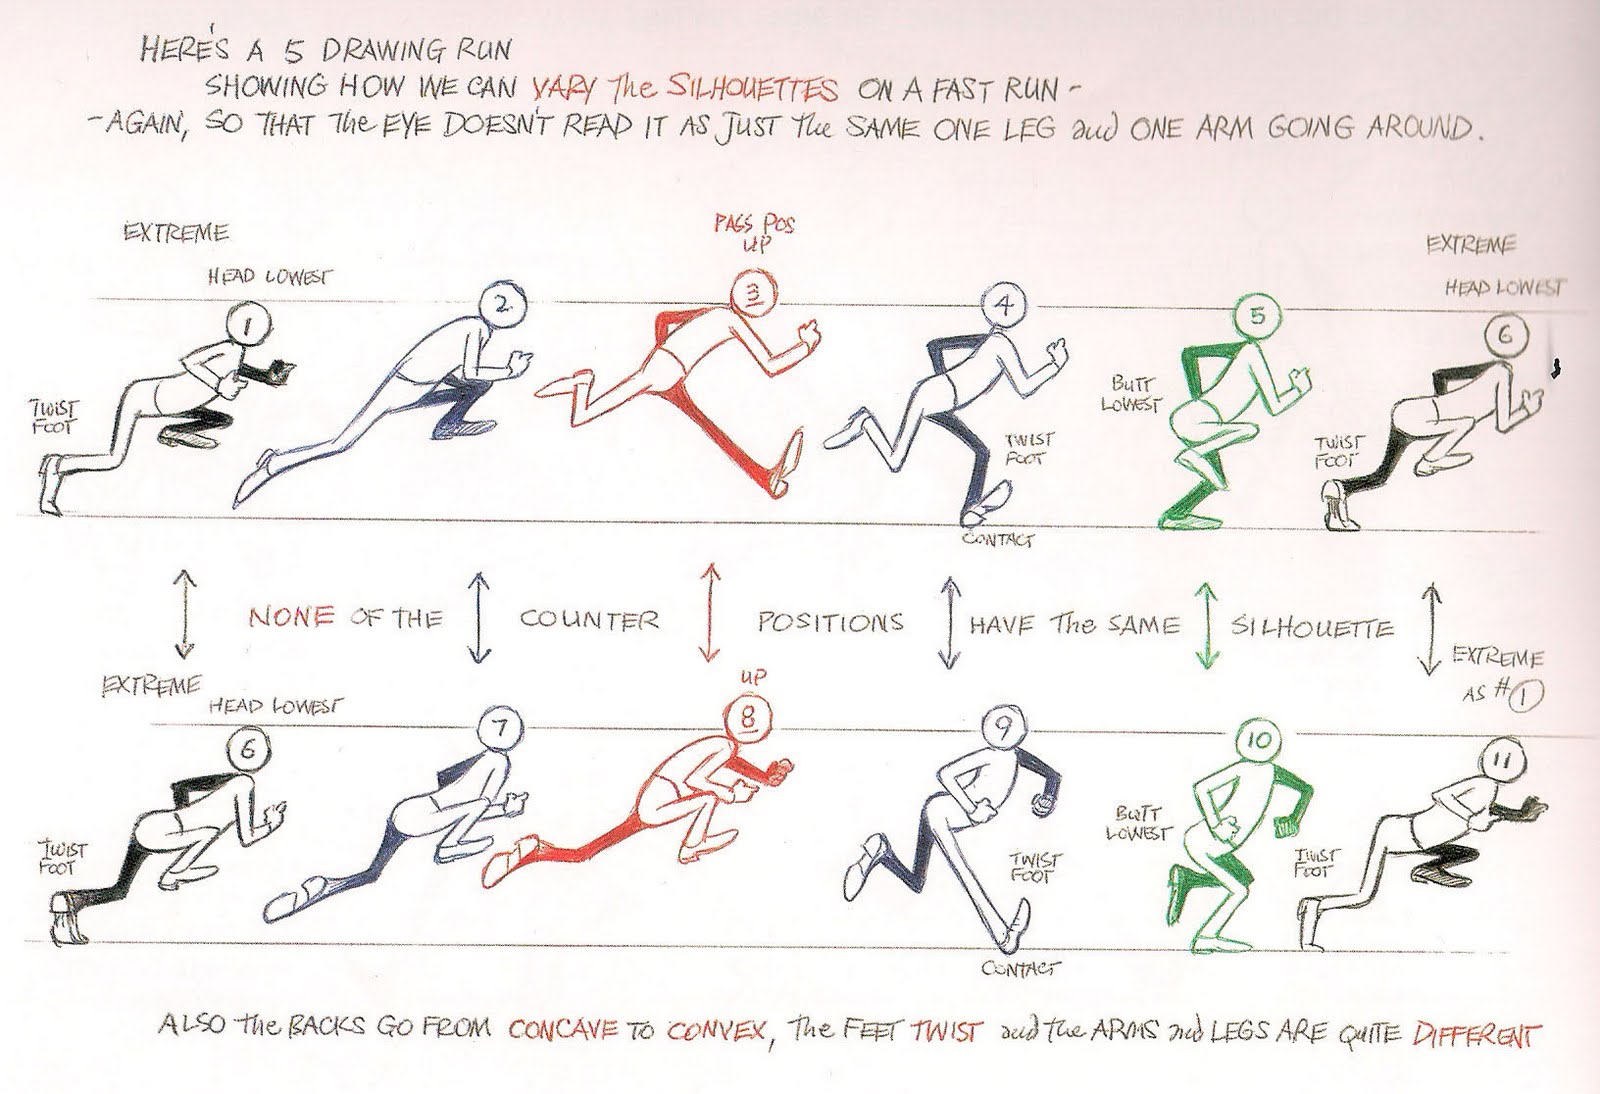 HERE'S A 5 DRAWING RUN
SHOWING HOW WE CAN VARY The SILHOUETTES ON A FAST RUN -
- AGAIN, SO THAT The EYE DOESN'T READ IT AS JUST The SAME ONE LEG and ONE ARM GOING AROUND.
EXTREME
HEAD LOWEST
PASS POS
UP
EXTREME
HEAD LOWEST
1
2
3
4
5
6
TWIST
FOOT
TWIST
FOOT
BUTT
LOWEST
TWIST
FOOT
CONTACT
NONE OF THE COUNTER POSITIONS HAVE The SAME SILHOUETTE
EXTREME
HEAD LOWEST
UP
EXTREME
AS #1
6
7
8
9
10
11
TWIST
FOOT
TWIST
FOOT
BUTT
LOWEST
TWIST
FOOT
CONTACT
ALSO The BACKS GO FROM CONCAVE TO CONVEX, The FEET TWIST and the ARMS and LEGS ARE QUITE DIFFERENT